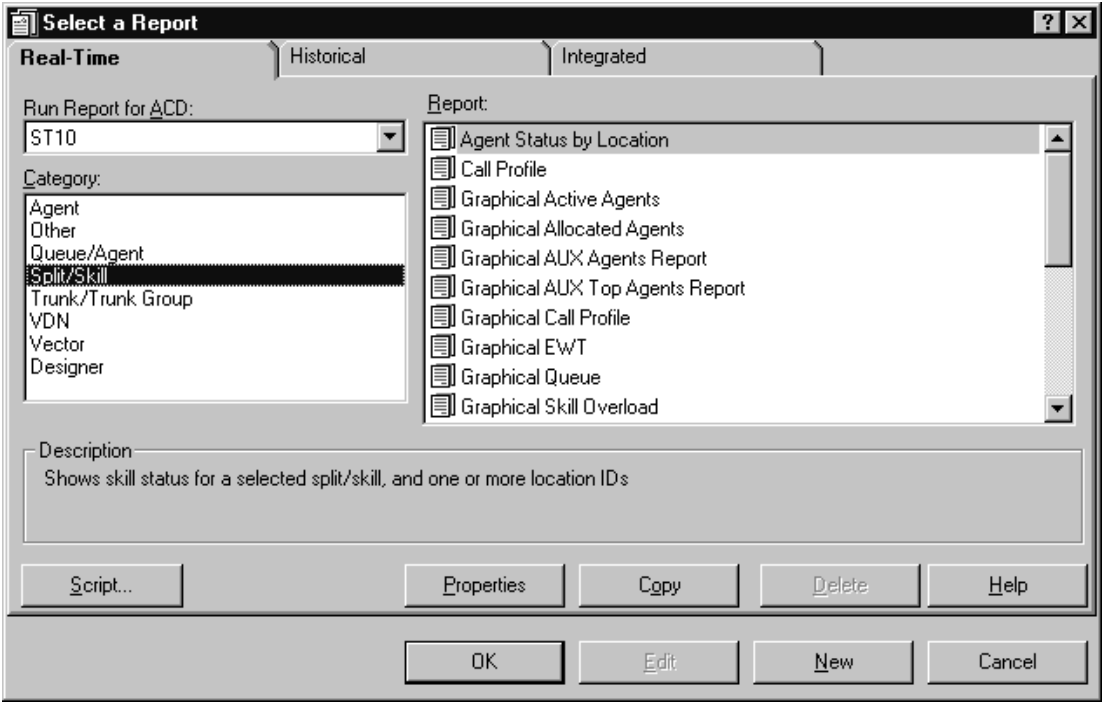 Select a Report
Real-Time
Historical
Integrated
Run Report for ACD:
ST10
Category:
Agent
Other
Queue/Agent
Split/Skill
Trunk/Trunk Group
VDN
Vector
Designer
Report:
Agent Status by Location
Call Profile
Graphical Active Agents
Graphical Allocated Agents
Graphical AUX Agents Report
Graphical AUX Top Agents Report
Graphical Call Profile
Graphical EWT
Graphical Queue
Graphical Skill Overload
Description
Shows skill status for a selected split/skill, and one or more location IDs
Script...
Properties
Copy
Delete
Help
OK
Edit
New
Cancel